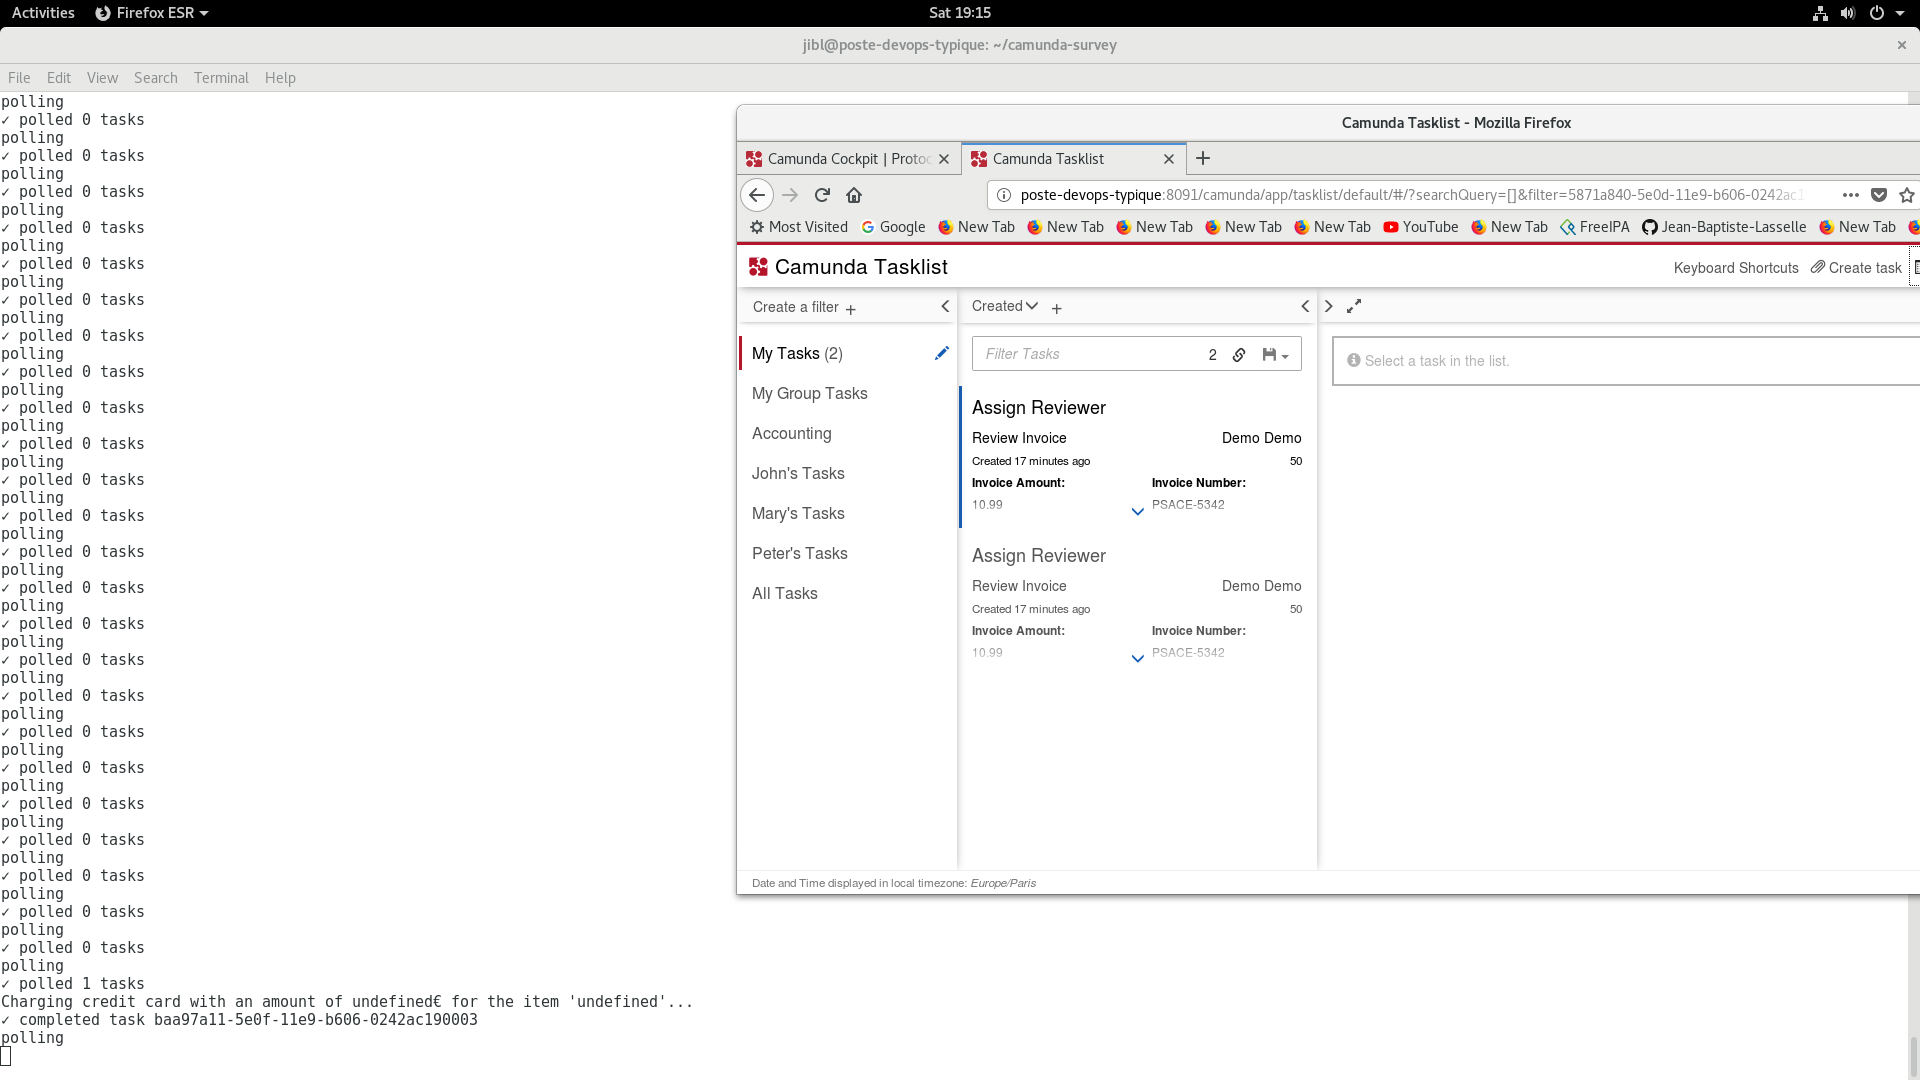 Activities Firefox ESR Sat 19:15
jibl@poste-devops-typique: ~/camunda-survey
File Edit View Search Terminal Help
polling
✓ polled 0 tasks
polling
✓ polled 0 tasks
polling
✓ polled 0 tasks
polling
✓ polled 0 tasks
polling
✓ polled 0 tasks
polling
✓ polled 0 tasks
polling
✓ polled 0 tasks
polling
✓ polled 0 tasks
polling
✓ polled 0 tasks
polling
✓ polled 0 tasks
polling
✓ polled 0 tasks
polling
✓ polled 0 tasks
polling
✓ polled 0 tasks
polling
✓ polled 0 tasks
polling
✓ polled 0 tasks
polling
✓ polled 0 tasks
polling
✓ polled 0 tasks
polling
✓ polled 0 tasks
polling
✓ polled 0 tasks
polling
✓ polled 0 tasks
polling
✓ polled 0 tasks
polling
✓ polled 0 tasks
polling
✓ polled 0 tasks
polling
✓ polled 0 tasks
polling
✓ polled 1 tasks
Charging credit card with an amount of undefined€ for the item 'undefined'...
✓ completed task baa97a11-5e0f-11e9-b606-0242ac190003
polling
Camunda Tasklist - Mozilla Firefox
Camunda Cockpit | Protoc Camunda Tasklist
poste-devops-typique:8091/camunda/app/tasklist/default/#/?searchQuery=[]&filter=5871a840-5e0d-11e9-b606-0242ac1
Most Visited Google New Tab New Tab New Tab New Tab New Tab YouTube New Tab FreeIPA Jean-Baptiste-Lasselle New Tab
Camunda Tasklist Keyboard Shortcuts Create task
Create a filter +
My Tasks (2)
My Group Tasks
Accounting
John's Tasks
Mary's Tasks
Peter's Tasks
All Tasks
Created +
Filter Tasks 2
Assign Reviewer
Review Invoice Demo Demo
Created 17 minutes ago 50
Invoice Amount: Invoice Number:
10.99 PSACE-5342
Assign Reviewer
Review Invoice Demo Demo
Created 17 minutes ago 50
Invoice Amount: Invoice Number:
10.99 PSACE-5342
Select a task in the list.
Date and Time displayed in local timezone: Europe/Paris